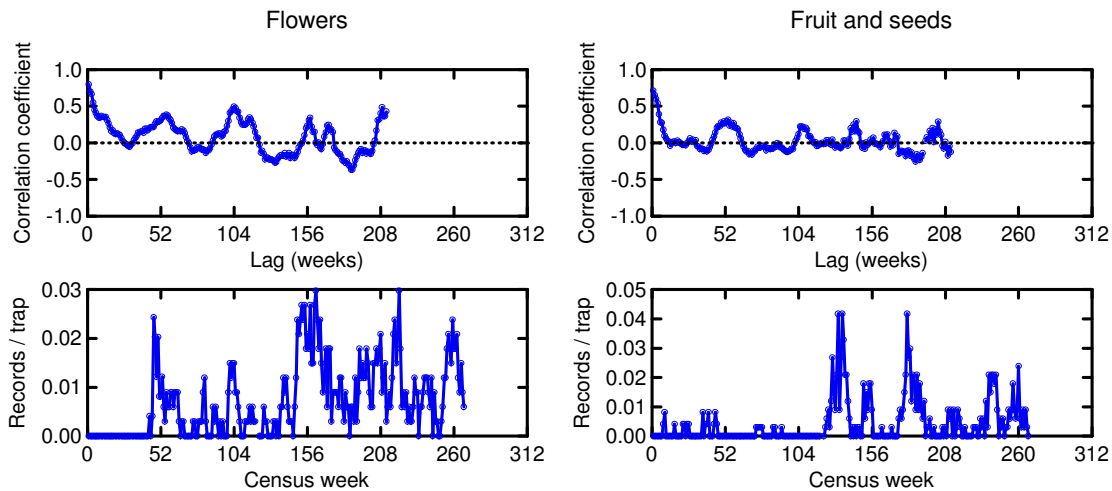 Flowers
Fruit and seeds
Correlation coefficient
1.0
0.5
0.0
-0.5
-1.0
0 52 104 156 208 260 312
Lag (weeks)
Correlation coefficient
1.0
0.5
0.0
-0.5
-1.0
0 52 104 156 208 260 312
Lag (weeks)
Records / trap
0.03
0.02
0.01
0.00
0 52 104 156 208 260 312
Census week
Records / trap
0.05
0.04
0.03
0.02
0.01
0.00
0 52 104 156 208 260 312
Census week